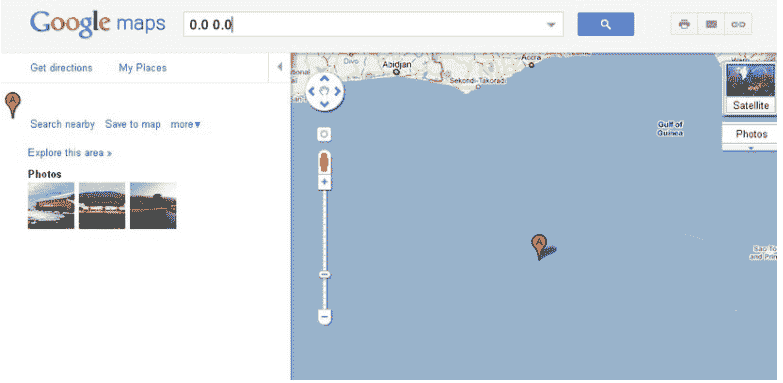 Google maps
0.0 0.0
Get directions My Places
A
Search nearby Save to map more▾
Explore this area »
Photos
Divo
Abidjan
Accra
Sekondi-Takoradi
Gulf of
Guinea
Satellite
Photos
A